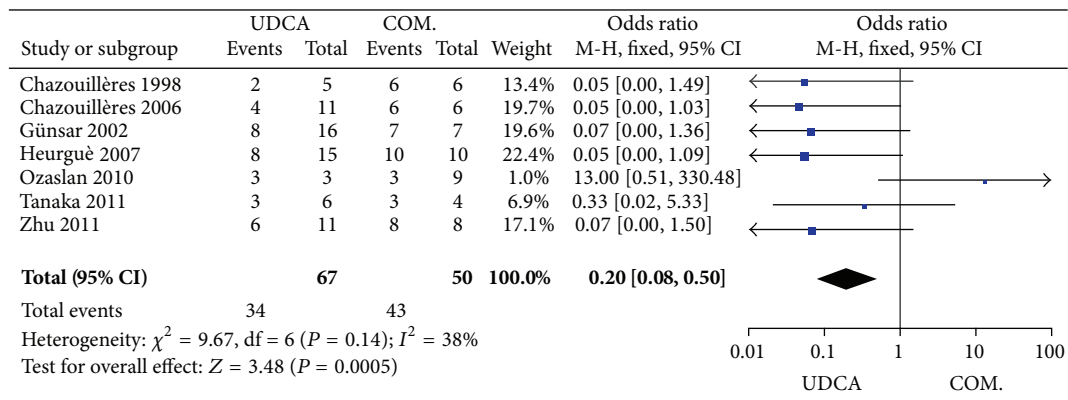 UDCA COM. Odds ratio Odds ratio
Study or subgroup Events Total Events Total Weight M-H, fixed, 95% CI M-H, fixed, 95% CI
Chazouillères 1998 2 5 6 6 13.4% 0.05 [0.00, 1.49]
Chazouillères 2006 4 11 6 6 19.7% 0.05 [0.00, 1.03]
Günsar 2002 8 16 7 7 19.6% 0.07 [0.00, 1.36]
Heurguè 2007 8 15 10 10 22.4% 0.05 [0.00, 1.09]
Ozaslan 2010 3 3 3 9 1.0% 13.00 [0.51, 330.48]
Tanaka 2011 3 6 3 4 6.9% 0.33 [0.02, 5.33]
Zhu 2011 6 11 8 8 17.1% 0.07 [0.00, 1.50]
Total (95% CI) 67 50 100.0% 0.20 [0.08, 0.50]
Total events 34 43
Heterogeneity: χ² = 9.67, df = 6 (P = 0.14); I² = 38%
Test for overall effect: Z = 3.48 (P = 0.0005)
0.01 0.1 1 10 100
UDCA COM.